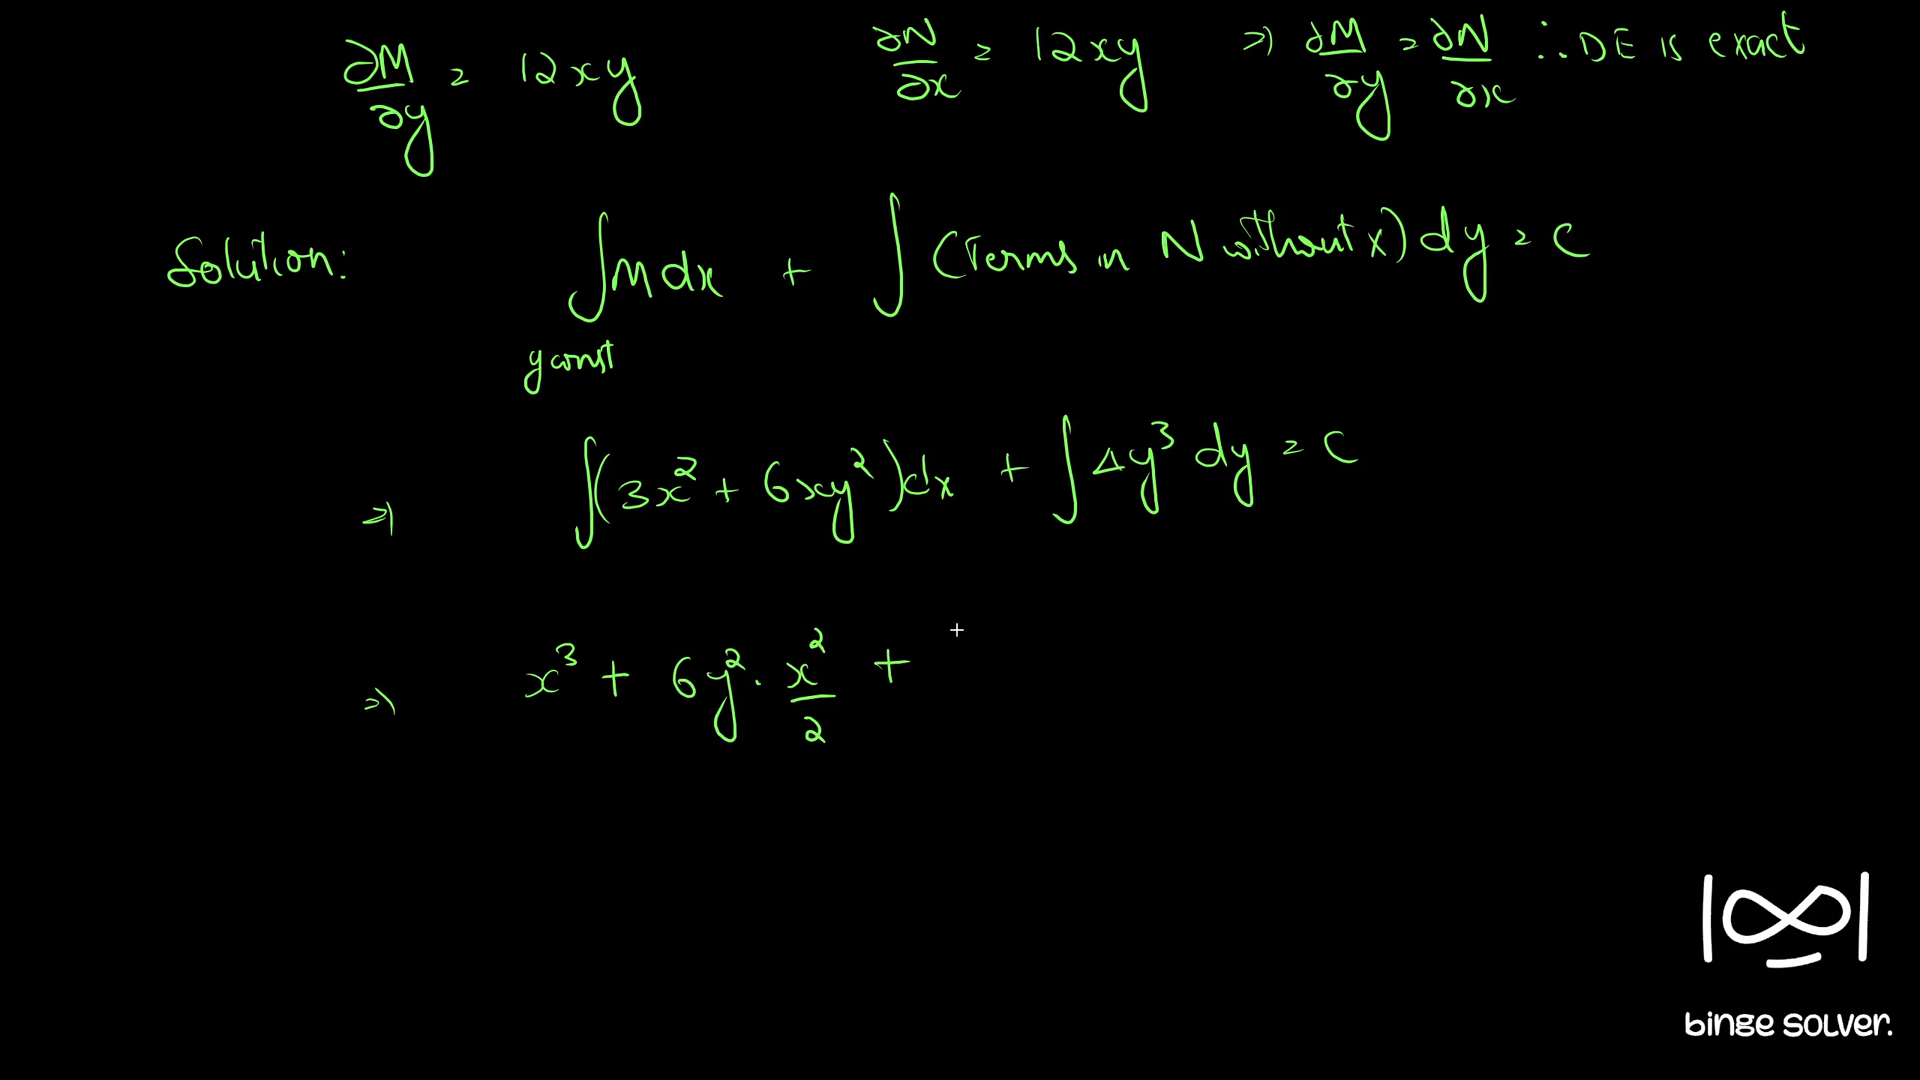 ∂M/∂y = 12xy ∂N/∂x = 12xy ⇒ ∂M/∂y = ∂N/∂x ∴ DE is exact
Solution: ∫Mdx + ∫(Terms in N without x) dy = C
y const
⇒ ∫(3x² + 6xy²)dx + ∫4y³ dy = C
⇒ x³ + 6y² · x²/2 +
binge solver.